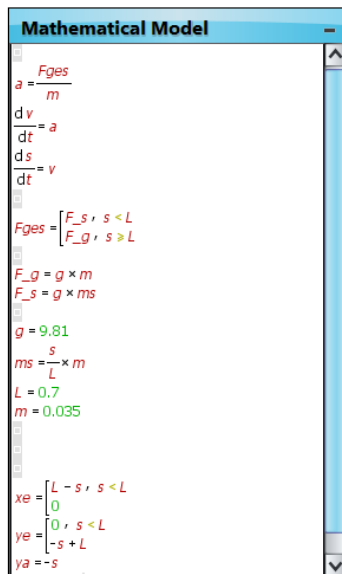 Mathematical Model
a = Fges / m
dv / dt = a
ds / dt = v
Fges = [ F_s , s < L
F_g , s ⩾ L
F_g = g × m
F_s = g × ms
g = 9.81
ms = s / L × m
L = 0.7
m = 0.035
xe = [ L − s , s < L
0
ye = [ 0 , s < L
−s + L
ya = −s